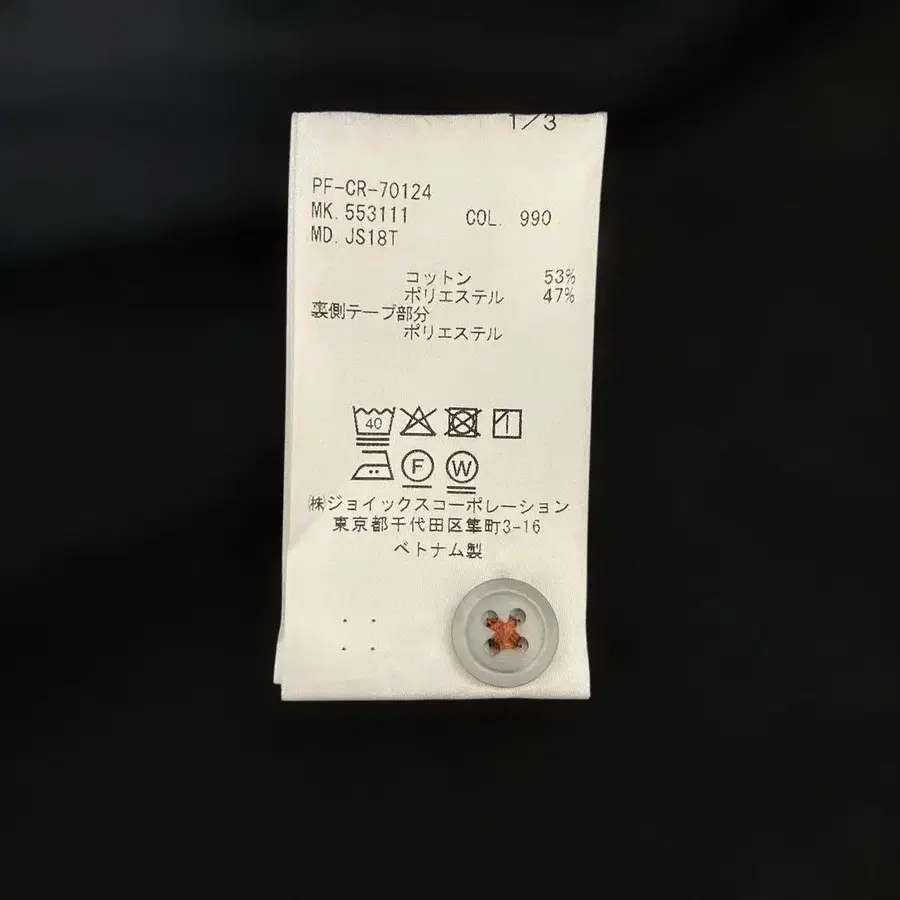 1/3
PF-CR-70124
MK. 553111 COL. 990
MD. JS18T
コットン 53%
ポリエステル 47%
裏側テープ部分
ポリエステル
40
F W
㈱ジョイックスコーポレーション
東京都千代田区隼町3-16
ベトナム製